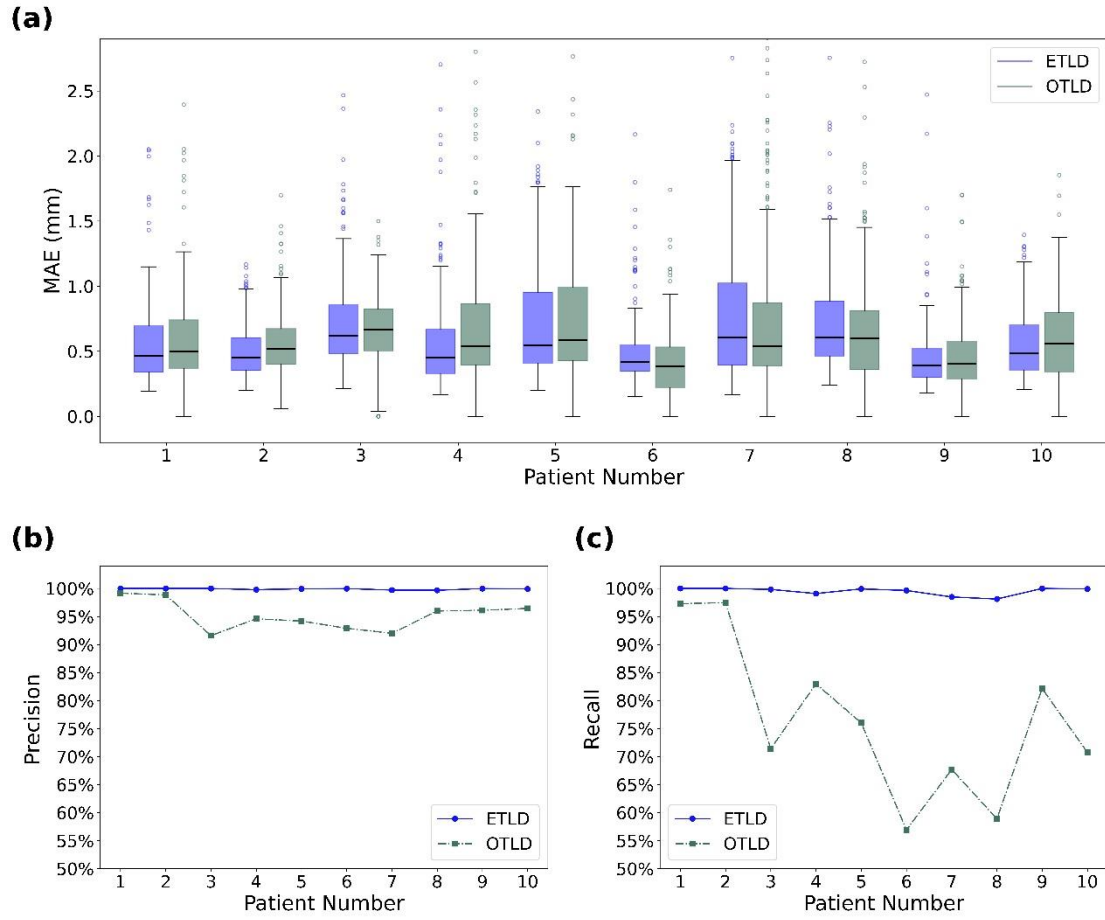 (a)
MAE (mm)
2.5
2.0
1.5
1.0
0.5
0.0
ETLD
OTLD
1 2 3 4 5 6 7 8 9 10
Patient Number
(b)
Precision
100%
95%
90%
85%
80%
75%
70%
65%
60%
55%
50%
ETLD
OTLD
1 2 3 4 5 6 7 8 9 10
Patient Number
(c)
Recall
100%
95%
90%
85%
80%
75%
70%
65%
60%
55%
50%
ETLD
OTLD
1 2 3 4 5 6 7 8 9 10
Patient Number